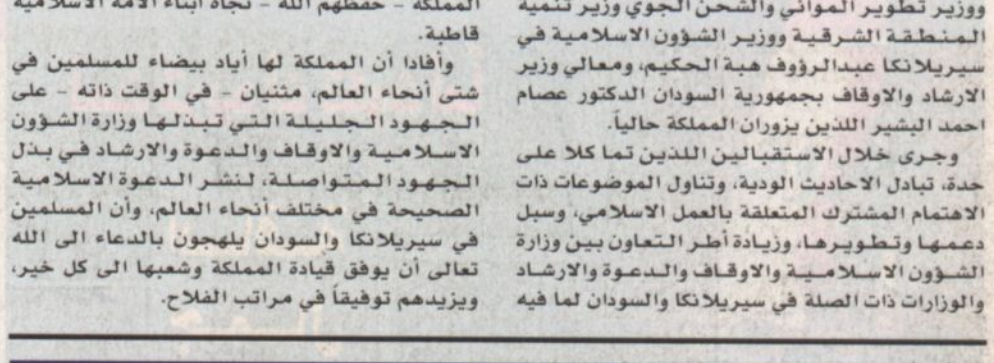 ووزير تطوير الموانئ والشحن الجوي وزير تنمية
المنطقة الشرقية ووزير الشؤون الاسلامية في
سيريلانكا عبدالرؤوف هبة الحكيم، ومعالي وزير
الارشاد والاوقاف بجمهورية السودان الدكتور عصام
احمد البشير اللذين يزوران المملكة حالياً.
وجرى خلال الاستقبالين اللذين تما كلا على
حدة، تبادل الاحاديث الودية، وتناول الموضوعات ذات
الاهتمام المشترك المتعلقة بالعمل الاسلامي، وسبل
دعمها وتطويرها، وزيادة أطر التعاون بين وزارة
الشؤون الاسلامية والاوقاف والدعوة والارشاد
والوزارات ذات الصلة في سيريلانكا والسودان لما فيه
المملكة - حفظهم الله - تجاه أبناء الامة الاسلامية
قاطبة.
وأفادا أن المملكة لها أياد بيضاء للمسلمين في
شتى أنحاء العالم، مثنيان - في الوقت ذاته - على
الجهود الجليلة التي تبذلها وزارة الشؤون
الاسلامية والاوقاف والدعوة والارشاد في بذل
الجهود المتواصلة، لنشر الدعوة الاسلامية
الصحيحة في مختلف أنحاء العالم، وأن المسلمين
في سيريلانكا والسودان يلهجون بالدعاء الى الله
تعالى أن يوفق قيادة المملكة وشعبها الى كل خير،
ويزيدهم توفيقاً في مراتب الفلاح.